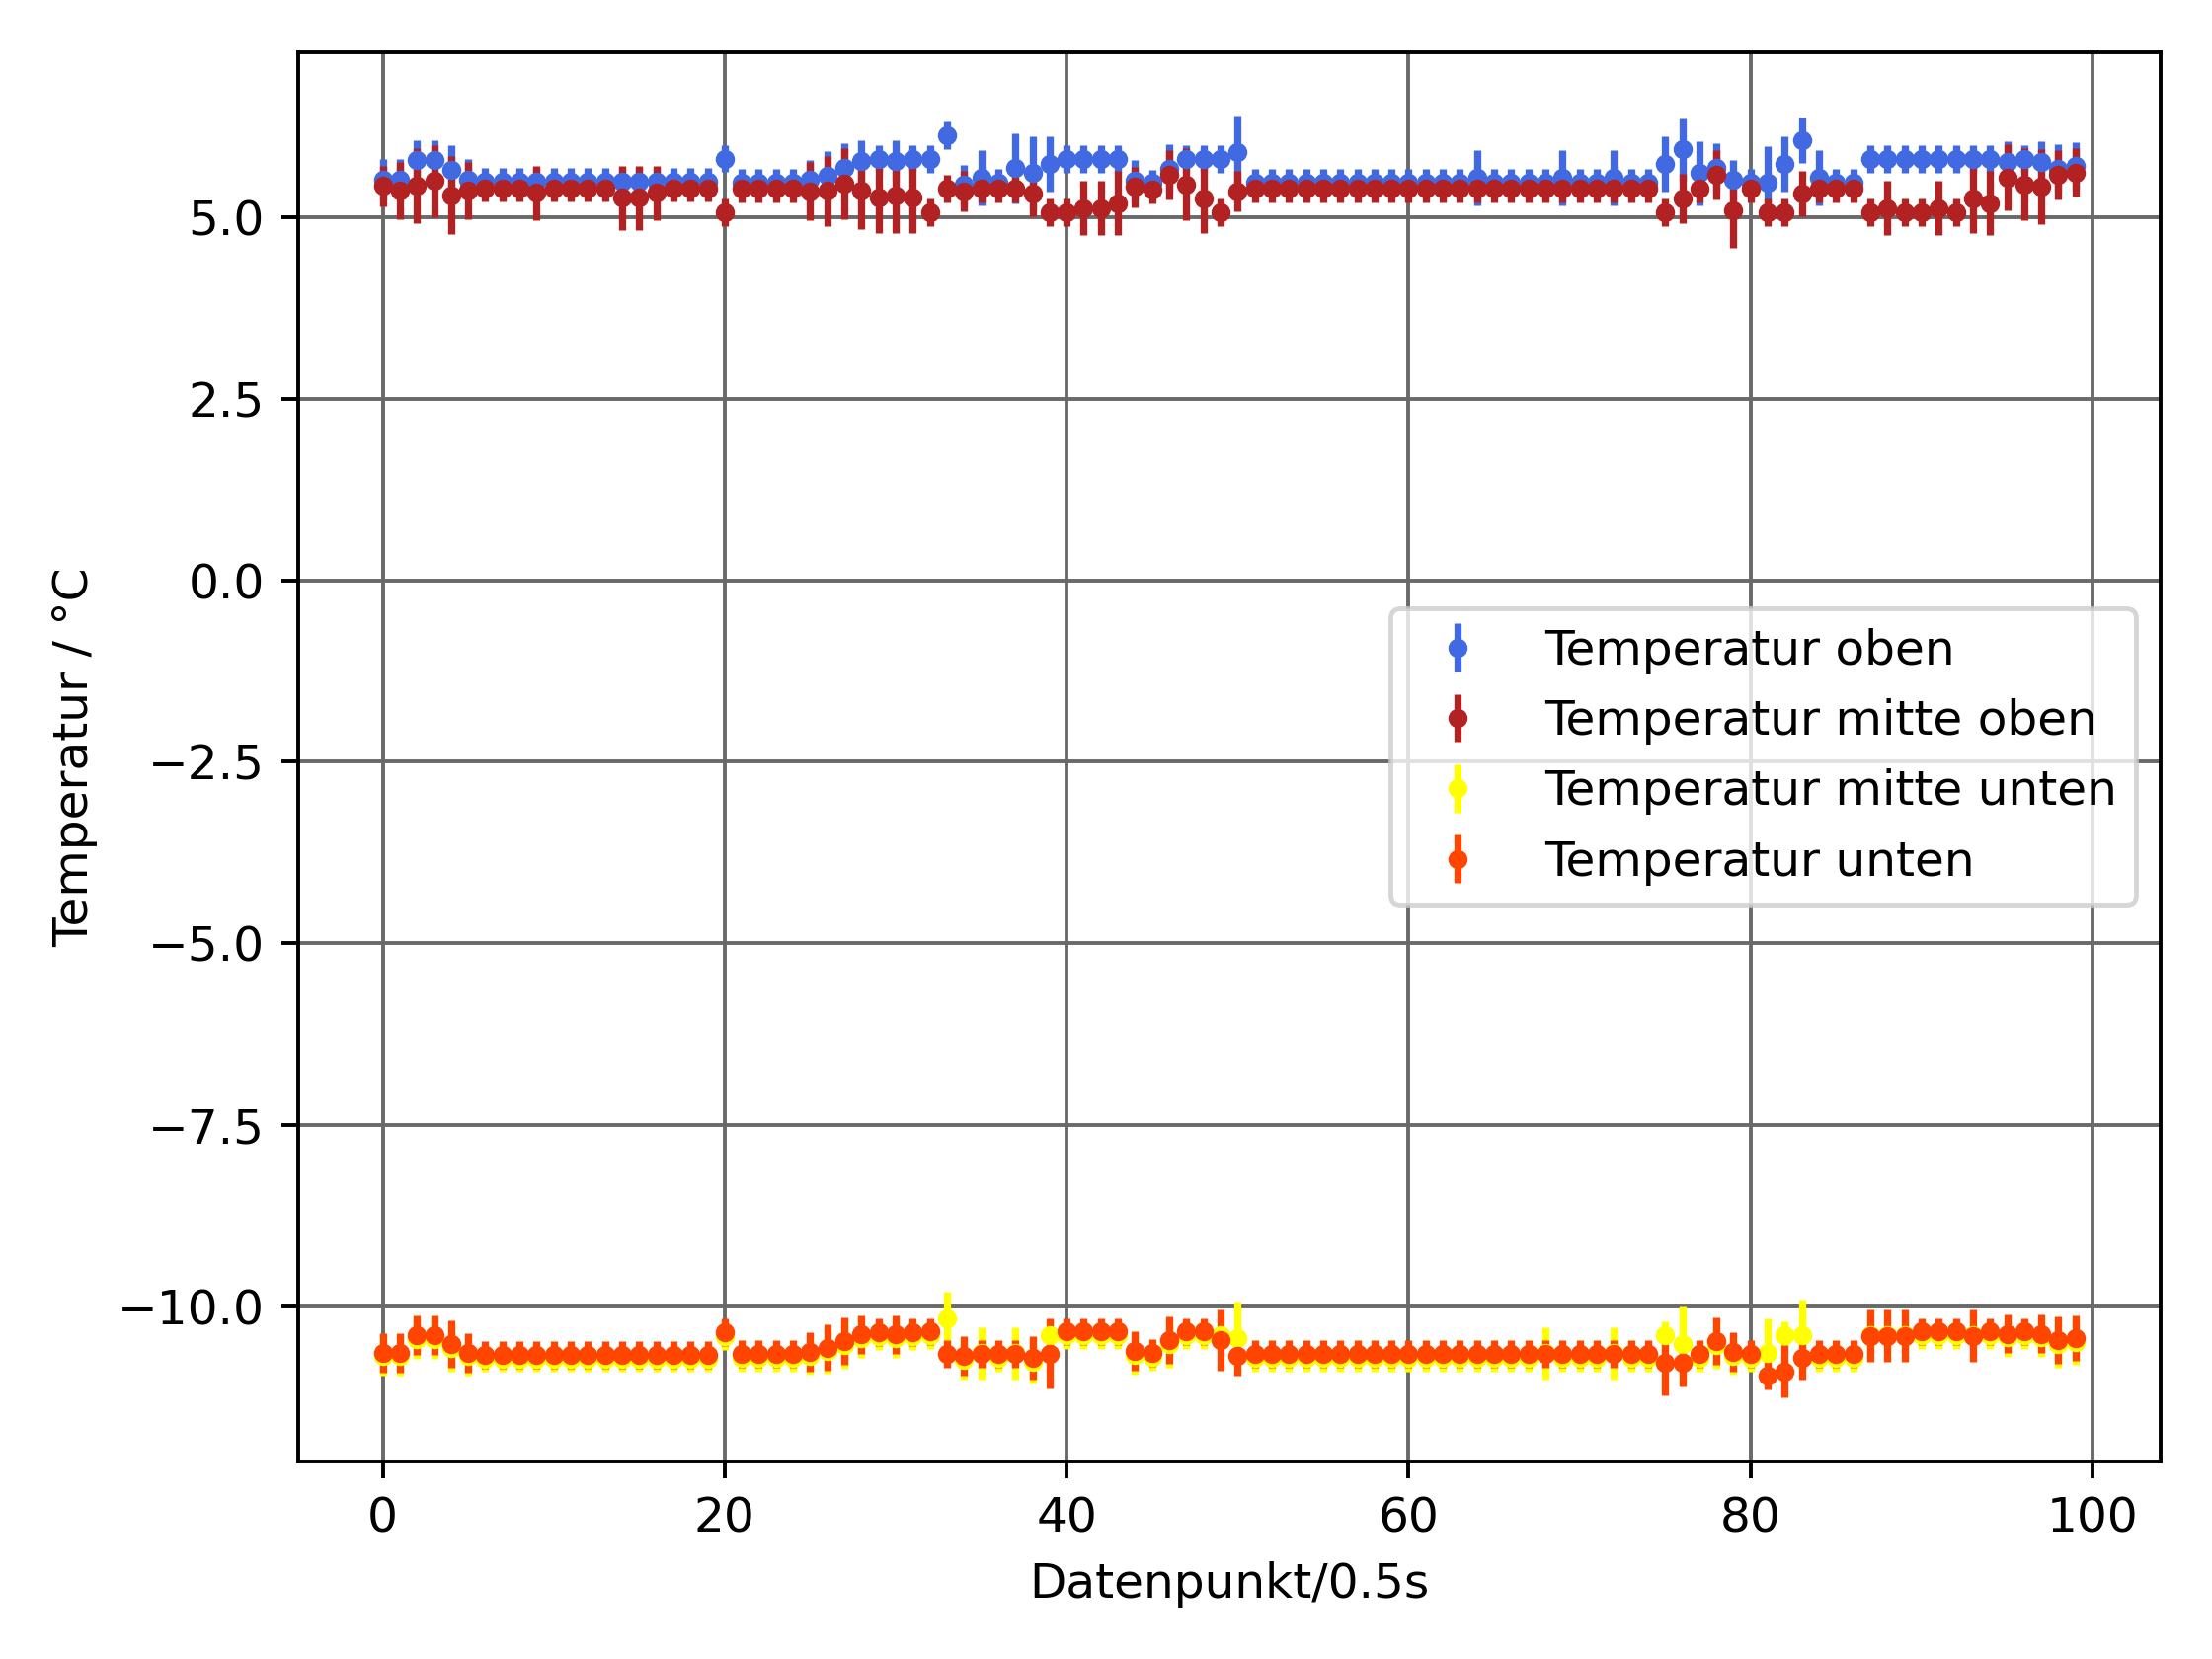 5.0
2.5
0.0
−2.5
−5.0
−7.5
−10.0
Temperatur / °C
Temperatur oben
Temperatur mitte oben
Temperatur mitte unten
Temperatur unten
0 20 40 60 80 100
Datenpunkt/0.5s